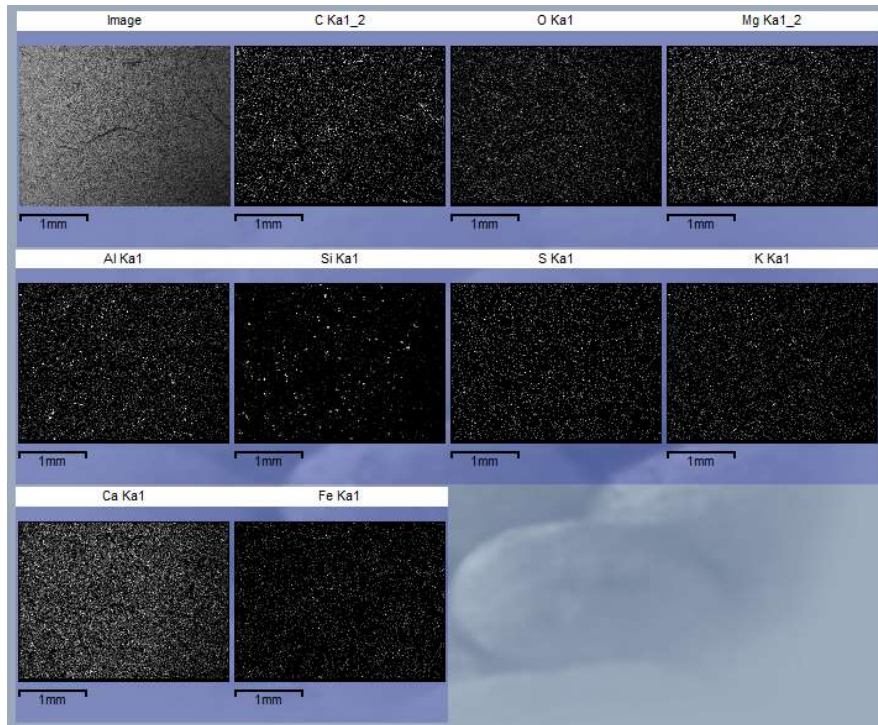 Image C Ka1_2 O Ka1 Mg Ka1_2
1mm 1mm 1mm 1mm
Al Ka1 Si Ka1 S Ka1 K Ka1
1mm 1mm 1mm 1mm
Ca Ka1 Fe Ka1
1mm 1mm